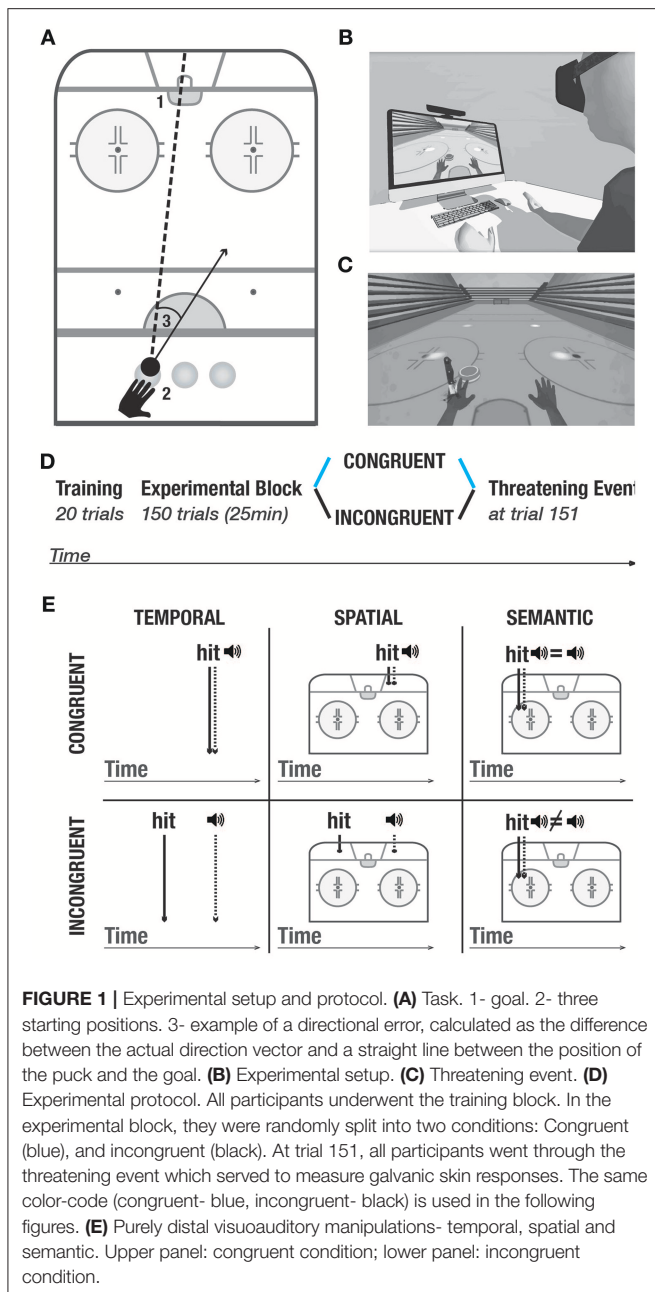 A
B
1
3
2
C
D
CONGRUENT
Training Experimental Block Threatening Event
20 trials 150 trials (25min) at trial 151
INCONGRUENT
Time
E
TEMPORAL SPATIAL SEMANTIC
CONGRUENT
hit hit hit =
Time Time Time
INCONGRUENT
hit hit hit ≠
Time Time Time
FIGURE 1 | Experimental setup and protocol. (A) Task. 1- goal. 2- three
starting positions. 3- example of a directional error, calculated as the difference
between the actual direction vector and a straight line between the position of
the puck and the goal. (B) Experimental setup. (C) Threatening event. (D)
Experimental protocol. All participants underwent the training block. In the
experimental block, they were randomly split into two conditions: Congruent
(blue), and incongruent (black). At trial 151, all participants went through the
threatening event which served to measure galvanic skin responses. The same
color-code (congruent- blue, incongruent- black) is used in the following
figures. (E) Purely distal visuoauditory manipulations- temporal, spatial and
semantic. Upper panel: congruent condition; lower panel: incongruent
condition.